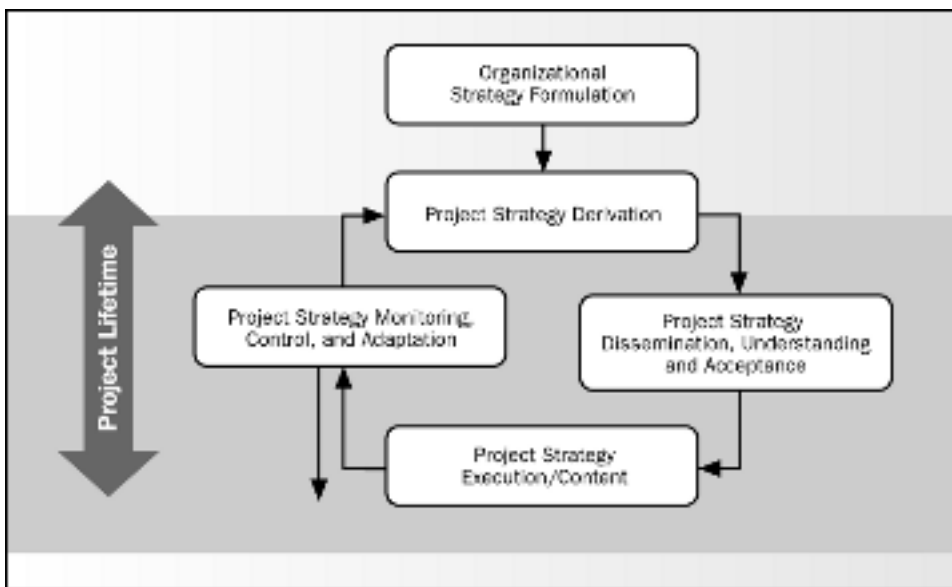 Organizational
Strategy Formulation
Project Strategy Derivation
Project Lifetime
Project Strategy Monitoring,
Control, and Adaptation
Project Strategy
Dissemination, Understanding
and Acceptance
Project Strategy
Execution/Content